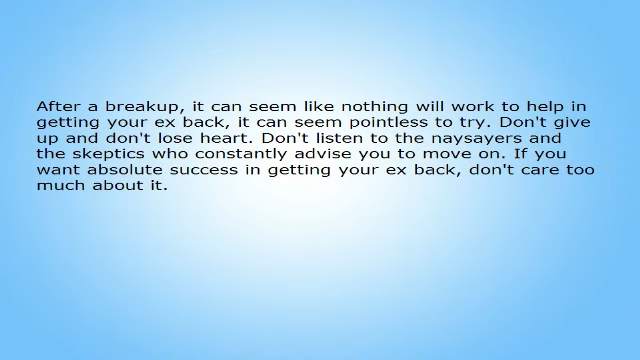 After a breakup, it can seem like nothing will work to help in
getting your ex back, it can seem pointless to try. Don't give
up and don't lose heart. Don't listen to the naysayers and
the skeptics who constantly advise you to move on. If you
want absolute success in getting your ex back, don't care too
much about it.